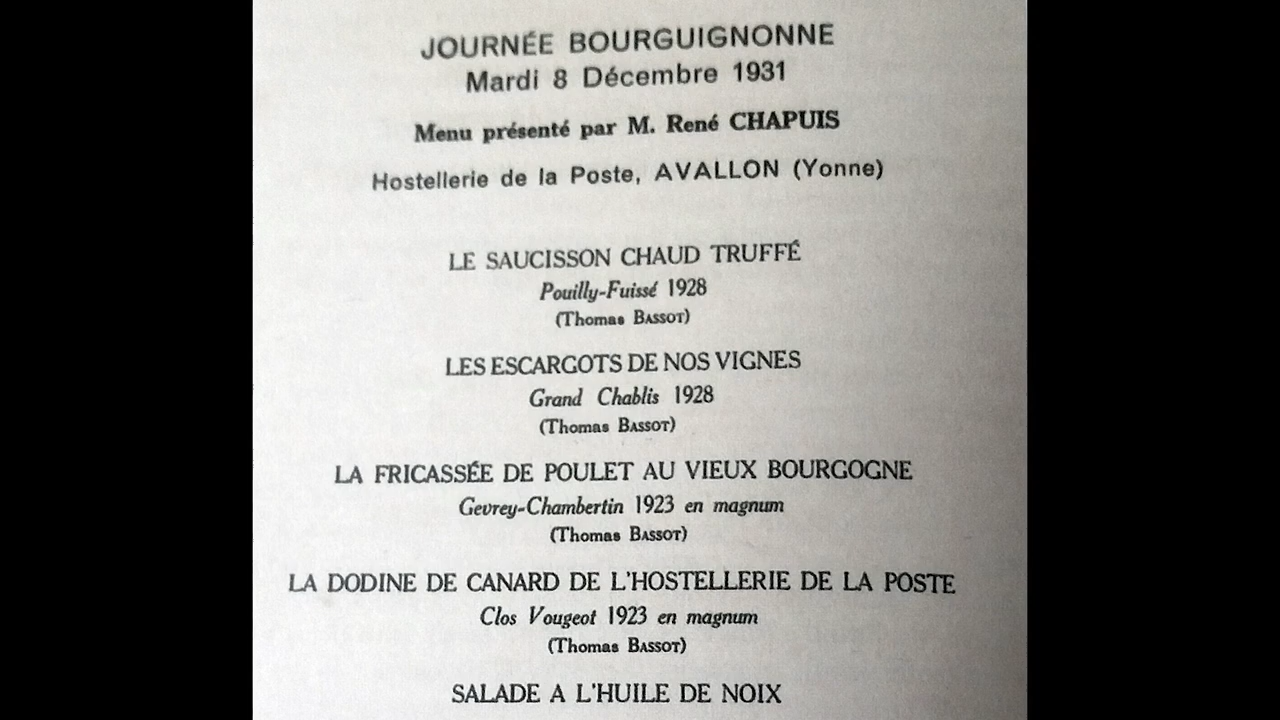 JOURNÉE BOURGUIGNONNE
Mardi 8 Décembre 1931
Menu présenté par M. René CHAPUIS
Hostellerie de la Poste, AVALLON (Yonne)
LE SAUCISSON CHAUD TRUFFÉ
Pouilly-Fuissé 1928
(Thomas BASSOT)
LES ESCARGOTS DE NOS VIGNES
Grand Chablis 1928
(Thomas BASSOT)
LA FRICASSÉE DE POULET AU VIEUX BOURGOGNE
Gevrey-Chambertin 1923 en magnum
(Thomas BASSOT)
LA DODINE DE CANARD DE L'HOSTELLERIE DE LA POSTE
Clos Vougeot 1923 en magnum
(Thomas BASSOT)
SALADE A L'HUILE DE NOIX